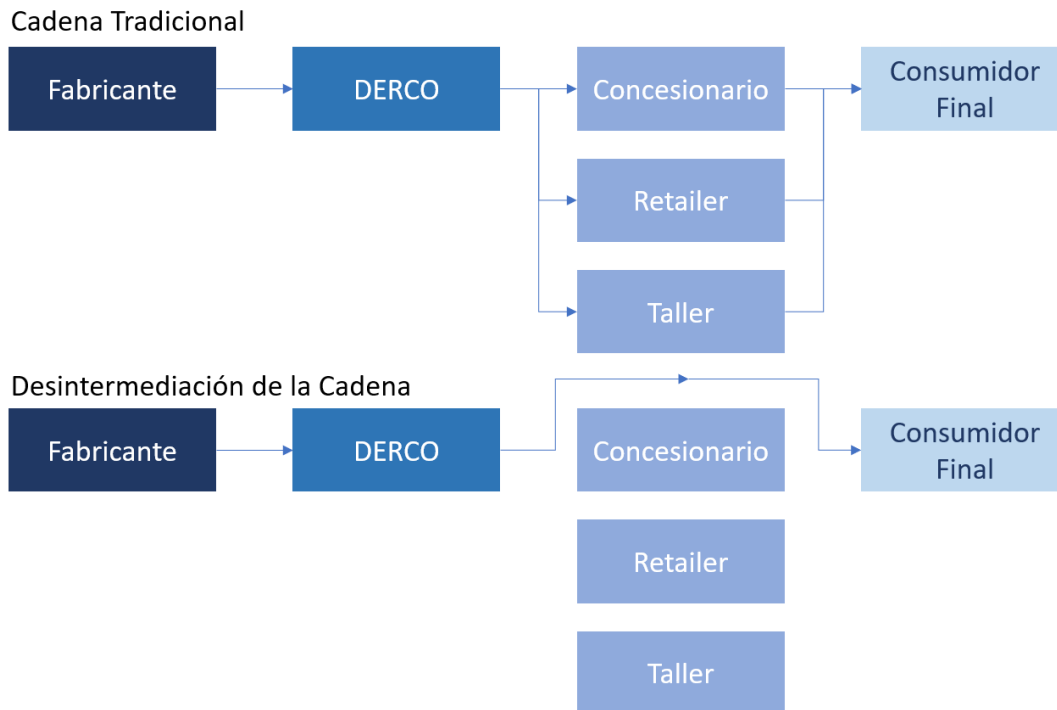 Cadena Tradicional
Fabricante
DERCO
Concesionario
Consumidor
Final
Retailer
Taller
Desintermediación de la Cadena
Fabricante
DERCO
Concesionario
Consumidor
Final
Retailer
Taller